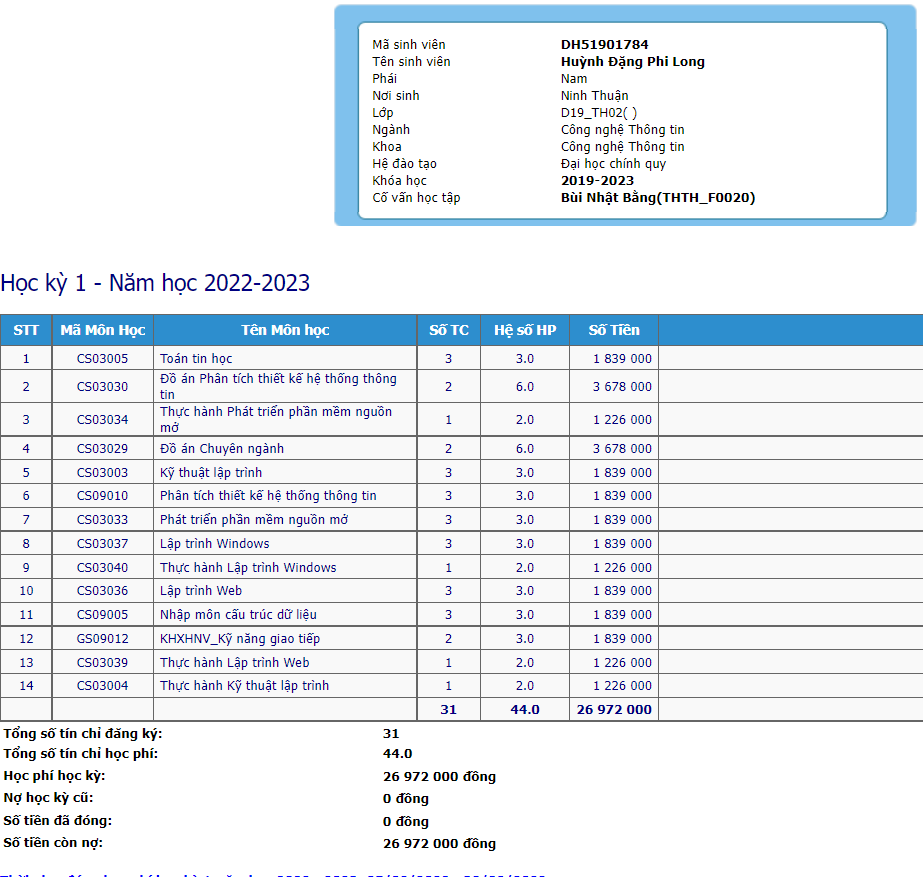 Mã sinh viên DH51901784
Tên sinh viên Huỳnh Đặng Phi Long
Phái Nam
Nơi sinh Ninh Thuận
Lớp D19_TH02( )
Ngành Công nghệ Thông tin
Khoa Công nghệ Thông tin
Hệ đào tạo Đại học chính quy
Khóa học 2019-2023
Cố vấn học tập Bùi Nhật Bằng(THTH_F0020)
Học kỳ 1 - Năm học 2022-2023
STT Mã Môn Học Tên Môn học Số TC Hệ số HP Số Tiền
1 CS03005 Toán tin học 3 3.0 1 839 000
2 CS03030 Đồ án Phân tích thiết kế hệ thống thông
tin 2 6.0 3 678 000
3 CS03034 Thực hành Phát triển phần mềm nguồn
mở 1 2.0 1 226 000
4 CS03029 Đồ án Chuyên ngành 2 6.0 3 678 000
5 CS03003 Kỹ thuật lập trình 3 3.0 1 839 000
6 CS09010 Phân tích thiết kế hệ thống thông tin 3 3.0 1 839 000
7 CS03033 Phát triển phần mềm nguồn mở 3 3.0 1 839 000
8 CS03037 Lập trình Windows 3 3.0 1 839 000
9 CS03040 Thực hành Lập trình Windows 1 2.0 1 226 000
10 CS03036 Lập trình Web 3 3.0 1 839 000
11 CS09005 Nhập môn cấu trúc dữ liệu 3 3.0 1 839 000
12 GS09012 KHXHNV_Kỹ năng giao tiếp 2 3.0 1 839 000
13 CS03039 Thực hành Lập trình Web 1 2.0 1 226 000
14 CS03004 Thực hành Kỹ thuật lập trình 1 2.0 1 226 000
31 44.0 26 972 000
Tổng số tín chỉ đăng ký: 31
Tổng số tín chỉ học phí: 44.0
Học phí học kỳ: 26 972 000 đồng
Nợ học kỳ cũ: 0 đồng
Số tiền đã đóng: 0 đồng
Số tiền còn nợ: 26 972 000 đồng